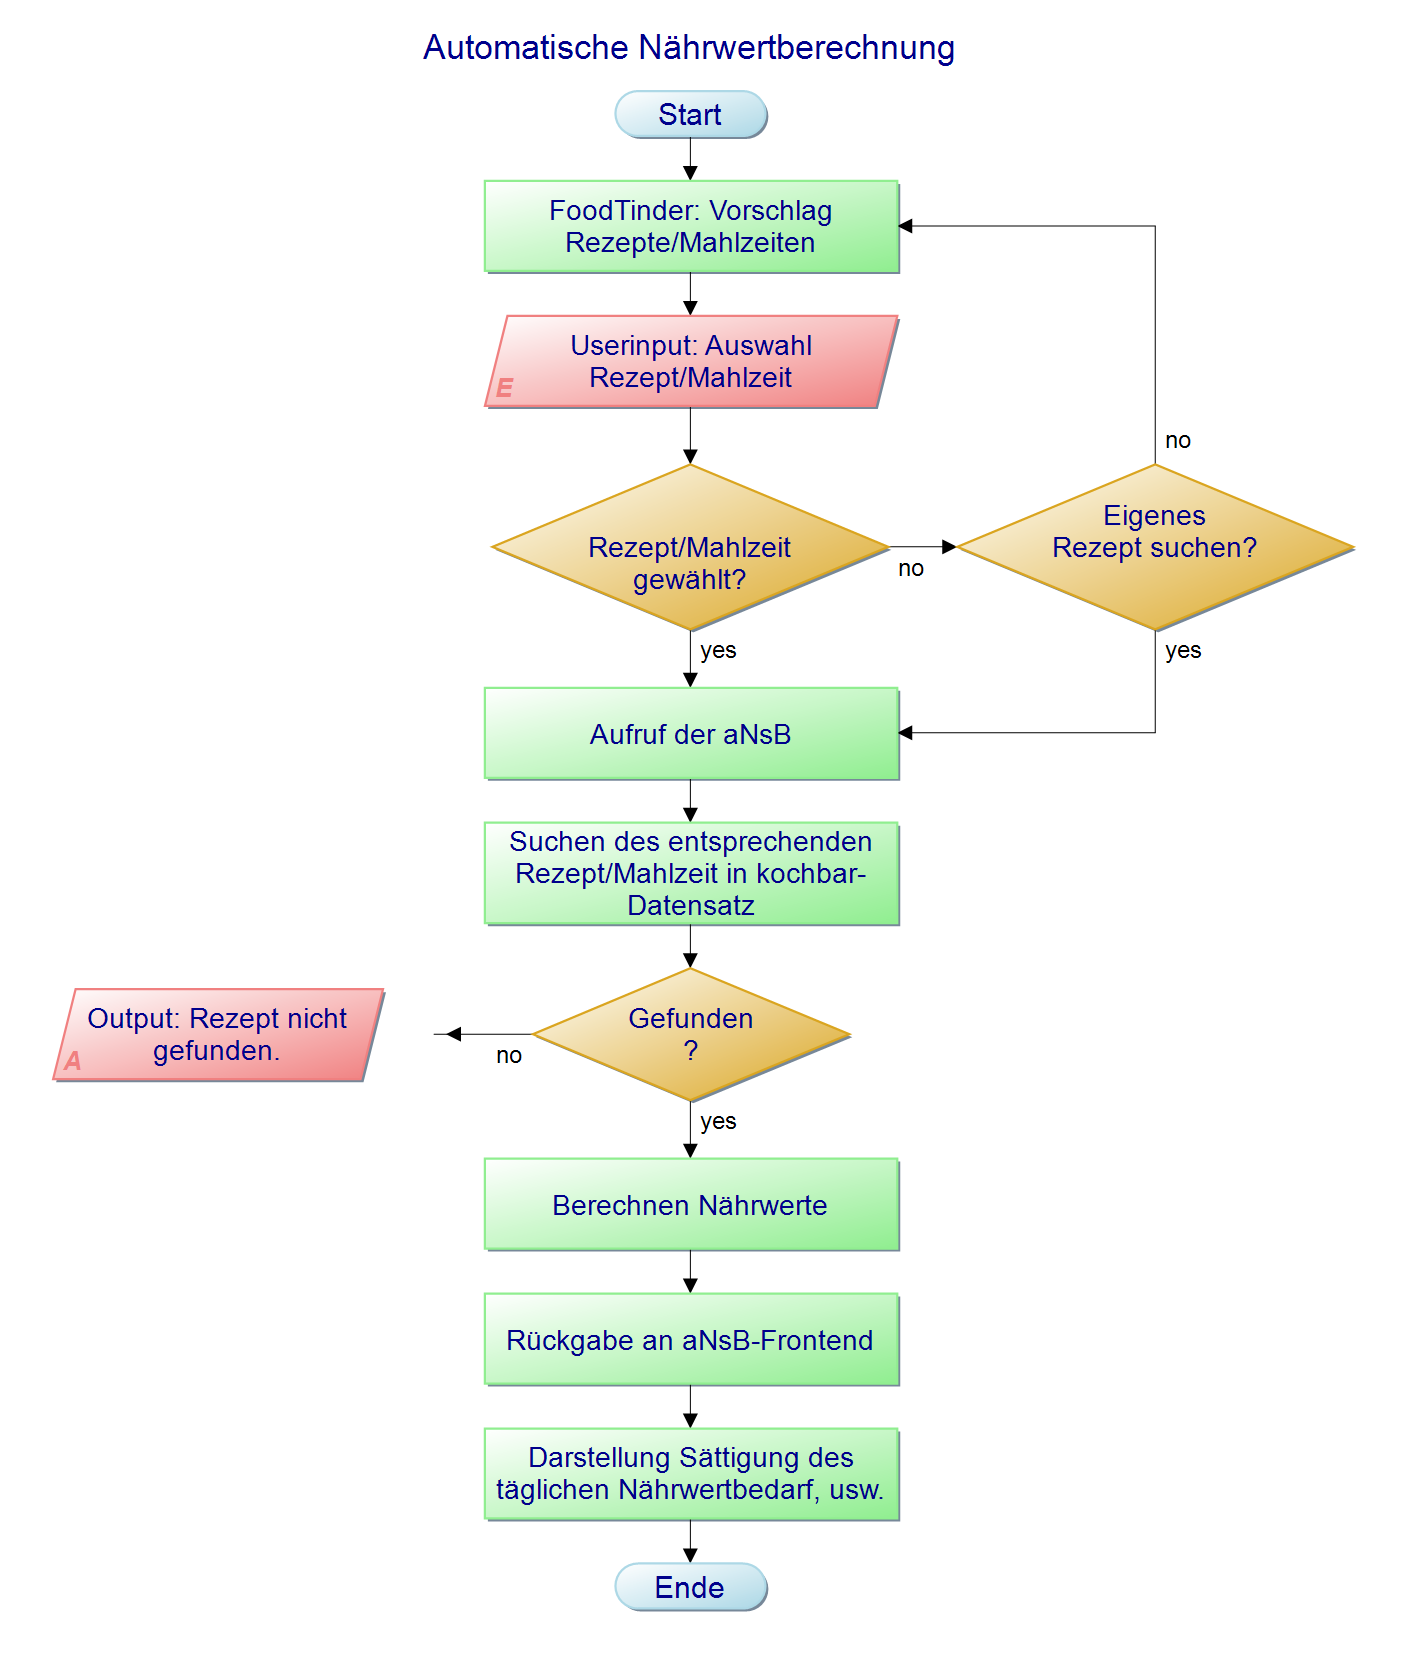 Automatische Nährwertberechnung
Start
FoodTinder: Vorschlag
Rezepte/Mahlzeiten
Userinput: Auswahl
Rezept/Mahlzeit
E
no
Eigenes
Rezept suchen?
Rezept/Mahlzeit
gewählt?
no
yes
yes
Aufruf der aNsB
Suchen des entsprechenden
Rezept/Mahlzeit in kochbar-
Datensatz
Output: Rezept nicht
gefunden.
A
Gefunden
?
no
yes
Berechnen Nährwerte
Rückgabe an aNsB-Frontend
Darstellung Sättigung des
täglichen Nährwertbedarf, usw.
Ende